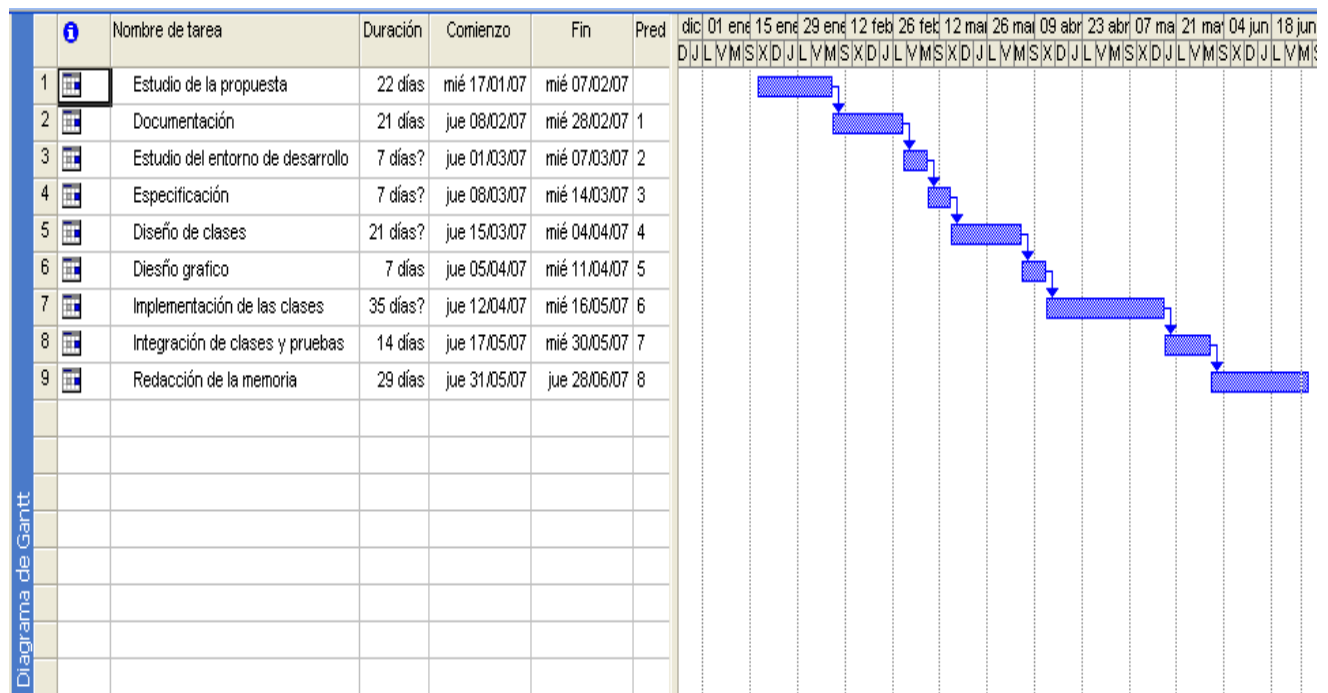 Nombre de tarea Duración Comienzo Fin Pred dic 01 ene 15 ene 29 ene 12 feb 26 feb 12 mar 26 mar 09 abr 23 abr 07 ma 21 ma 04 jun 18 jun
D J L V M S X D J L V M S X D J L V M S X D J L V M S X D J L V M S X D J L V M S X D J L V M S X D J L V M S
1 Estudio de la propuesta 22 días mié 17/01/07 mié 07/02/07
2 Documentación 21 días jue 08/02/07 mié 28/02/07 1
3 Estudio del entorno de desarrollo 7 días? jue 01/03/07 mié 07/03/07 2
4 Especificación 7 días? jue 08/03/07 mié 14/03/07 3
5 Diseño de clases 21 días? jue 15/03/07 mié 04/04/07 4
6 Diesño grafico 7 días jue 05/04/07 mié 11/04/07 5
7 Implementación de las clases 35 días? jue 12/04/07 mié 16/05/07 6
8 Integración de clases y pruebas 14 días jue 17/05/07 mié 30/05/07 7
9 Redacción de la memoria 29 días jue 31/05/07 jue 28/06/07 8
Diagrama de Gantt